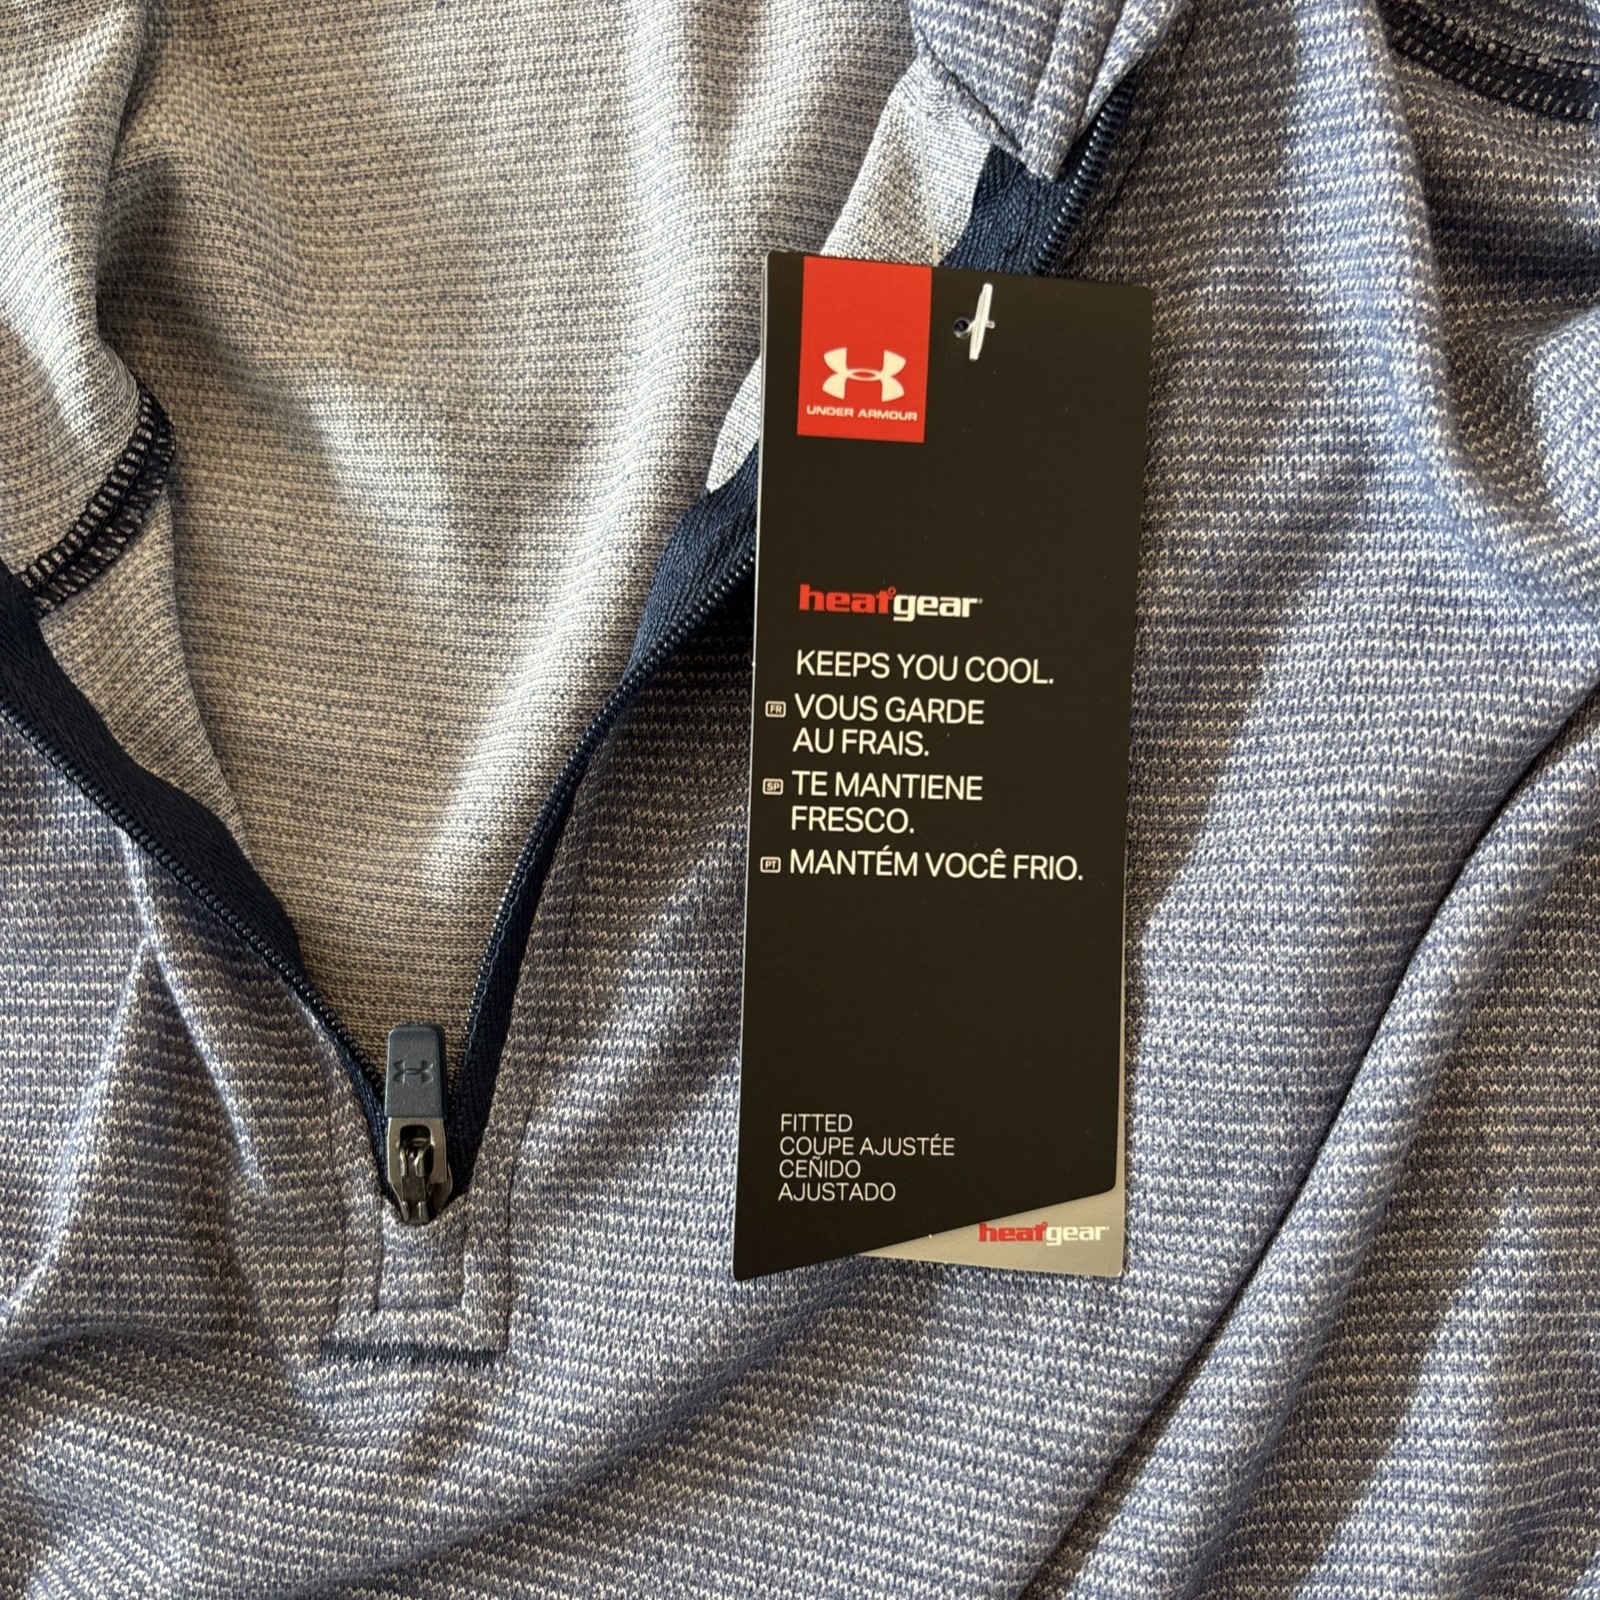 UNDER ARMOUR
heatgear
KEEPS YOU COOL.
FR VOUS GARDE
AU FRAIS.
SP TE MANTIENE
FRESCO.
PT MANTÉM VOCÊ FRIO.
FITTED
COUPE AJUSTÉE
CEÑIDO
AJUSTADO
heatgear